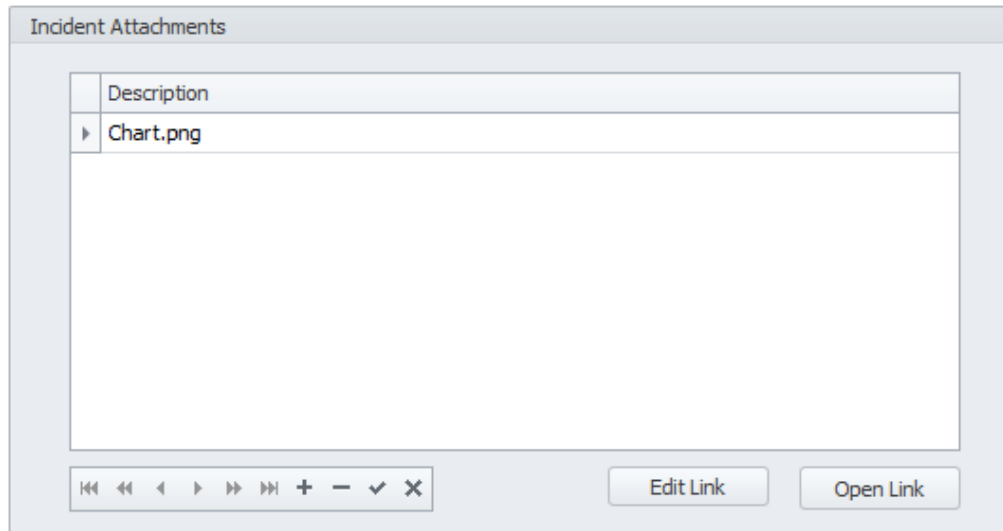 Incident Attachments
Description
Chart.png
Edit Link
Open Link